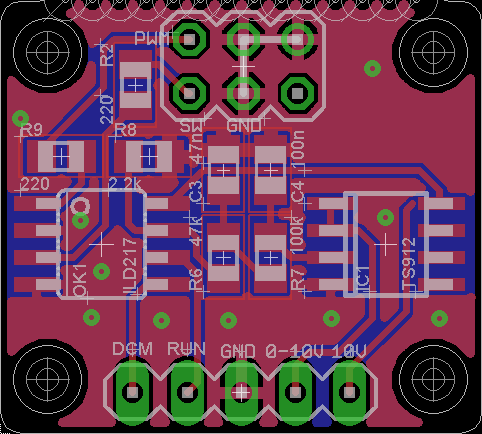 PWM
R2
220
SW GND
R9
R8
220
2.2k
47n
100n
C3
C4
47k
100k
R6
R7
OK1
ILD217
IC1
TS912
DCM RUN GND 0-10V 10V